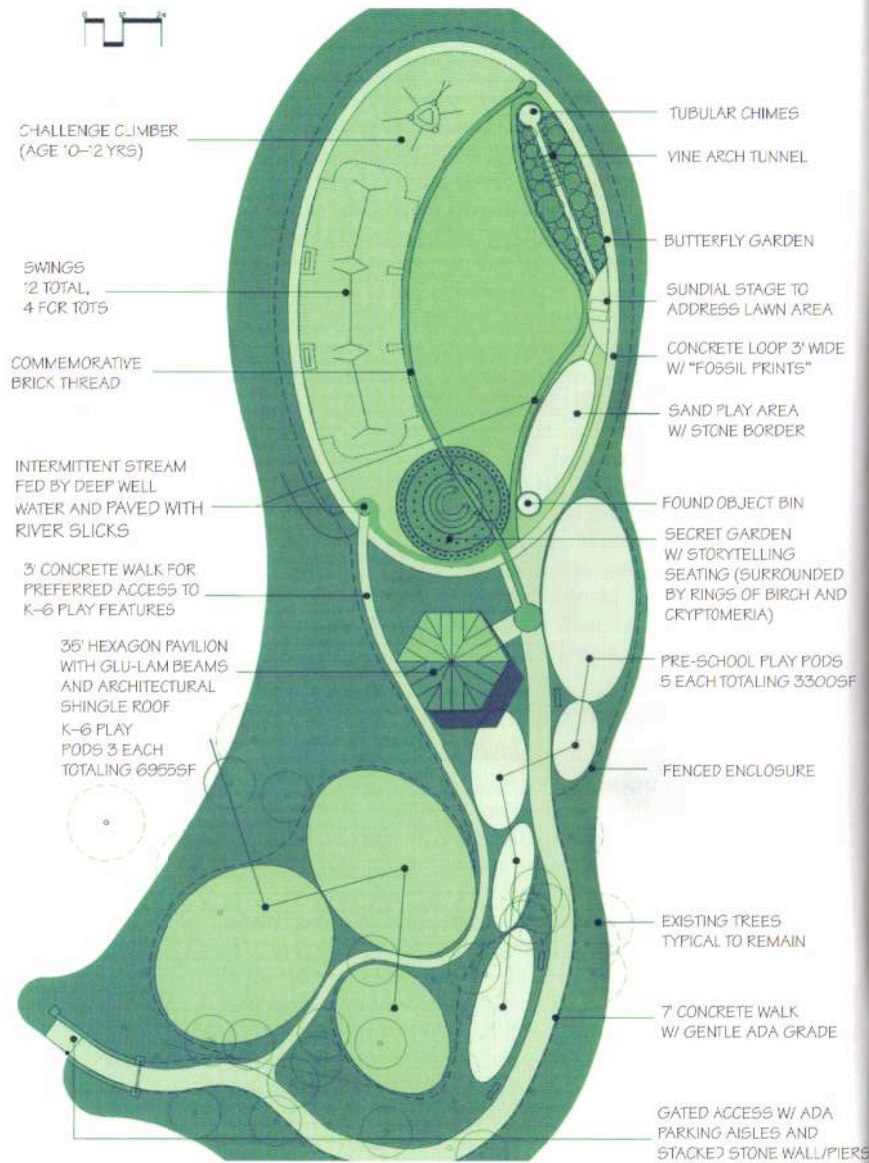 CHALLENGE CLIMBER
(AGE 10–12 YRS)
SWINGS
12 TOTAL,
4 FOR TOTS
COMMEMORATIVE
BRICK THREAD
INTERMITTENT STREAM
FED BY DEEP WELL
WATER AND PAVED WITH
RIVER SLICKS
3' CONCRETE WALK FOR
PREFERRED ACCESS TO
K–6 PLAY FEATURES
35' HEXAGON PAVILION
WITH GLU-LAM BEAMS
AND ARCHITECTURAL
SHINGLE ROOF
K–6 PLAY
PODS 3 EACH
TOTALING 6955SF
TUBULAR CHIMES
VINE ARCH TUNNEL
BUTTERFLY GARDEN
SUNDIAL STAGE TO
ADDRESS LAWN AREA
CONCRETE LOOP 3' WIDE
W/ "FOSSIL PRINTS"
SAND PLAY AREA
W/ STONE BORDER
FOUND OBJECT BIN
SECRET GARDEN
W/ STORYTELLING
SEATING (SURROUNDED
BY RINGS OF BIRCH AND
CRYPTOMERIA)
PRE-SCHOOL PLAY PODS
5 EACH TOTALING 3300SF
FENCED ENCLOSURE
EXISTING TREES
TYPICAL TO REMAIN
7' CONCRETE WALK
W/ GENTLE ADA GRADE
GATED ACCESS W/ ADA
PARKING AISLES AND
STACKED STONE WALL/PIERS